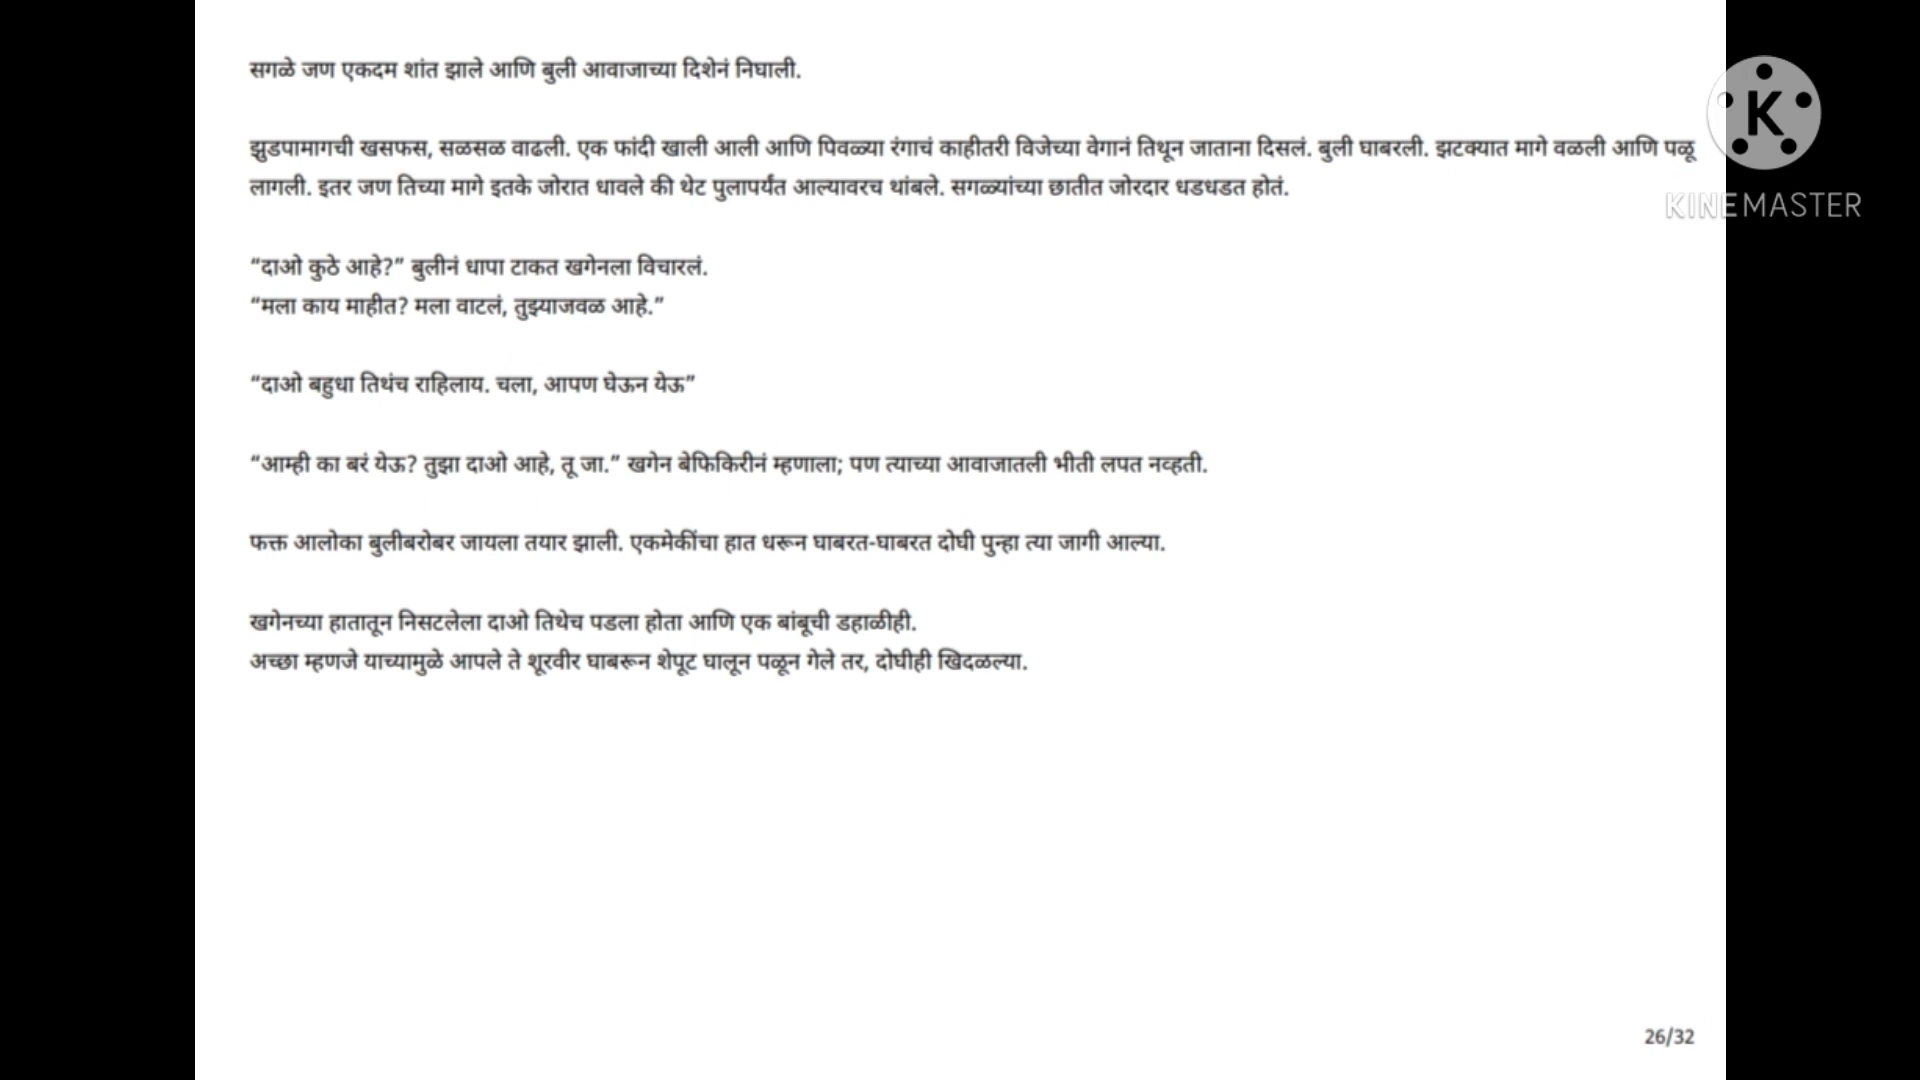 सगळे जण एकदम शांत झाले आणि बुली आवाजाच्या दिशेनं निघाली.
झुडपामागची खसफस, सळसळ वाढली. एक फांदी खाली आली आणि पिवळ्या रंगाचं काहीतरी विजेच्या वेगानं तिथून जाताना दिसलं. बुली घाबरली. झटक्यात मागे वळली आणि पळू
लागली. इतर जण तिच्या मागे इतके जोरात धावले की थेट पुलापर्यंत आल्यावरच थांबले. सगळ्यांच्या छातीत जोरदार धडधडत होतं.
“दाओ कुठे आहे?” बुलीनं धापा टाकत खगेनला विचारलं.
“मला काय माहीत? मला वाटलं, तुझ्याजवळ आहे.”
“दाओ बहुधा तिथंच राहिलाय. चला, आपण घेऊन येऊ”
“आम्ही का बरं येऊ? तुझा दाओ आहे, तू जा.” खगेन बेफिकिरीनं म्हणाला; पण त्याच्या आवाजातली भीती लपत नव्हती.
फक्त आलोका बुलीबरोबर जायला तयार झाली. एकमेकींचा हात धरून घाबरत-घाबरत दोघी पुन्हा त्या जागी आल्या.
खगेनच्या हातातून निसटलेला दाओ तिथेच पडला होता आणि एक बांबूची डहाळीही.
अच्छा म्हणजे याच्यामुळे आपले ते शूरवीर घाबरून शेपूट घालून पळून गेले तर, दोघीही खिदळल्या.
26/32
K
KINEMASTER